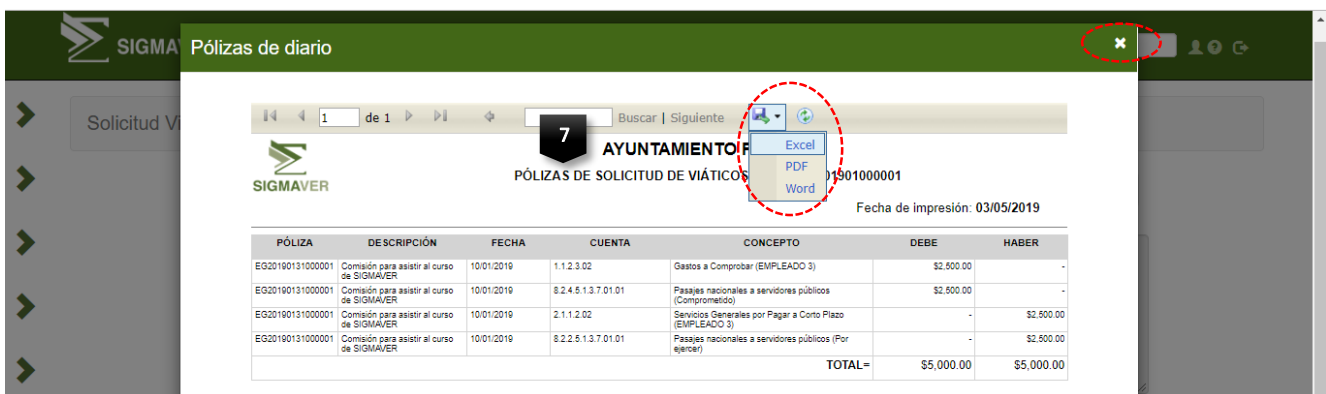 SIGMA
Pólizas de diario
Solicitud Vi
1 de 1 Buscar | Siguiente
7
Excel
PDF
Word
SIGMAVER
AYUNTAMIENTO
PÓLIZAS DE SOLICITUD DE VIÁTICOS 01901000001
Fecha de impresión: 03/05/2019
PÓLIZA DESCRIPCIÓN FECHA CUENTA CONCEPTO DEBE HABER
EG20190131000001 Comisión para asistir al curso 10/01/2019 1.1.2.3.02 Gastos a Comprobar (EMPLEADO 3) $2,500.00 -
de SIGMAVER
EG20190131000001 Comisión para asistir al curso 10/01/2019 8.2.4.5.1.3.7.01.01 Pasajes nacionales a servidores públicos $2,500.00 -
de SIGMAVER (Comprometido)
EG20190131000001 Comisión para asistir al curso 10/01/2019 2.1.1.2.02 Servicios Generales por Pagar a Corto Plazo - $2,500.00
de SIGMAVER (EMPLEADO 3)
EG20190131000001 Comisión para asistir al curso 10/01/2019 8.2.2.5.1.3.7.01.01 Pasajes nacionales a servidores públicos (Por - $2,500.00
de SIGMAVER ejercer)
TOTAL= $5,000.00 $5,000.00